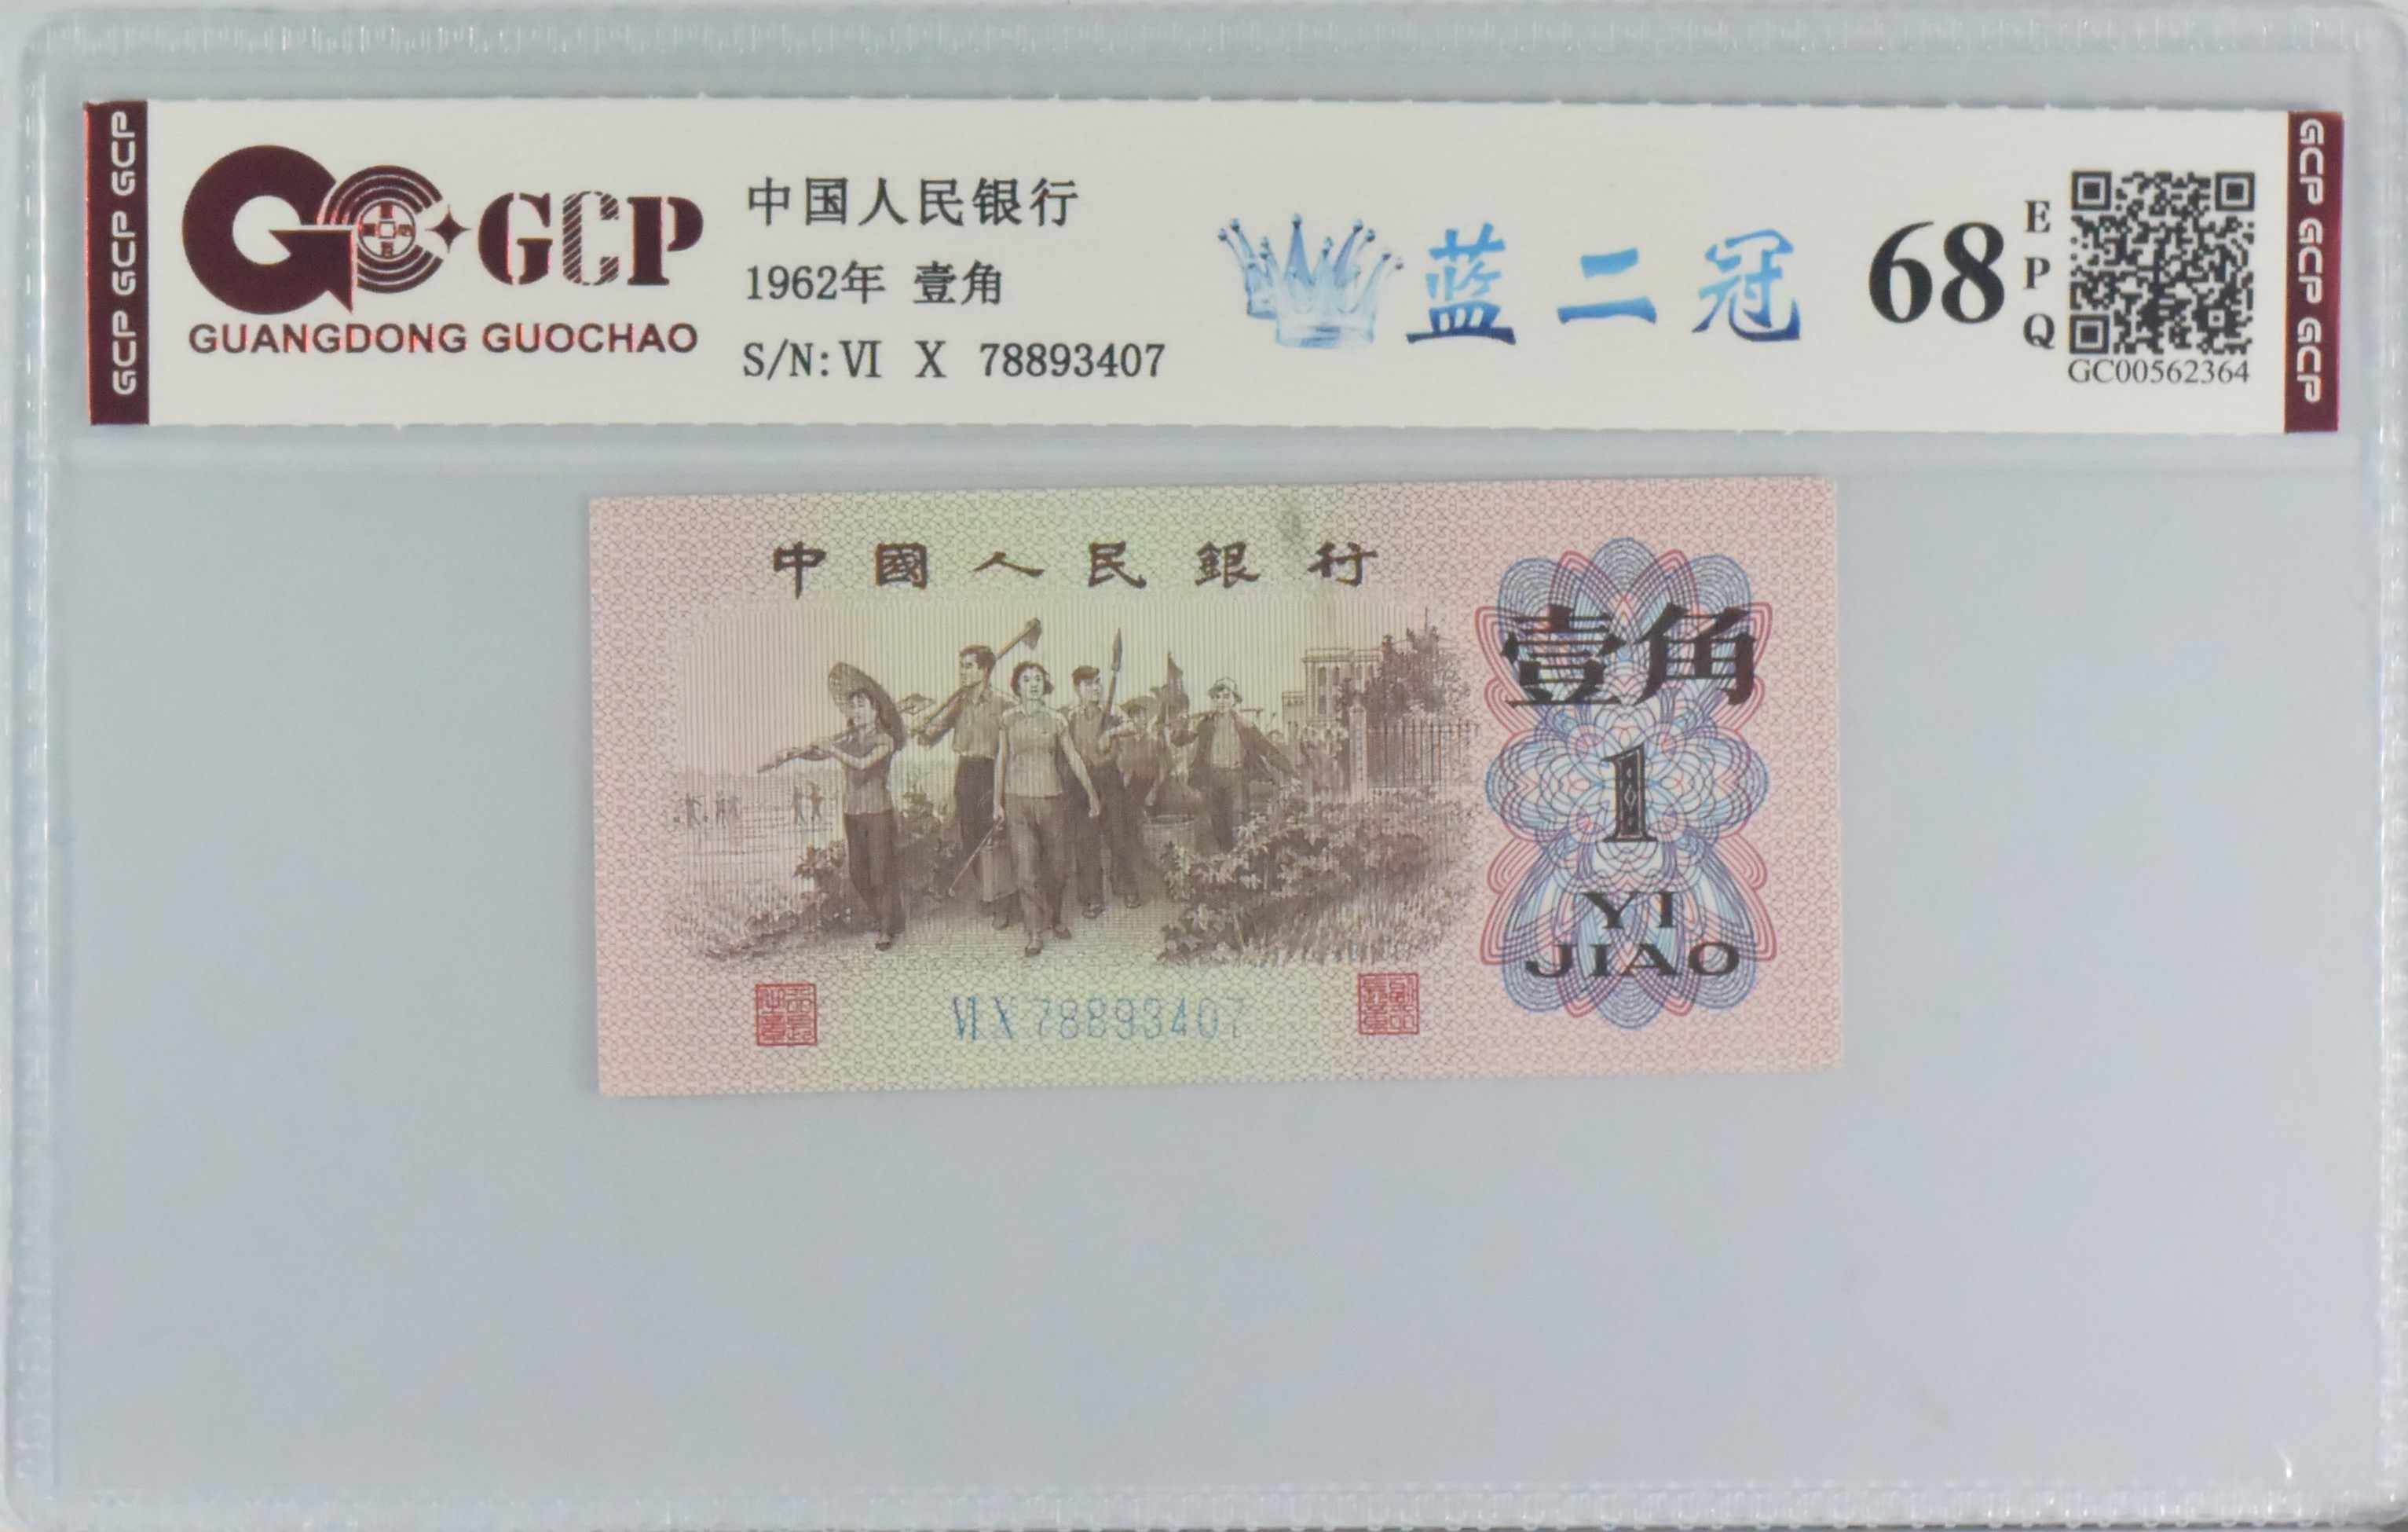 GCP GCP GCP
GCP
GUANGDONG GUOCHAO
中国人民银行
1962年 壹角
S/N: VI X 78893407
蓝二冠
68
EPQ
GC00562364
GCP GCP GCP
中國人民銀行
壹角
1
YI
JIAO
VI X 78893407